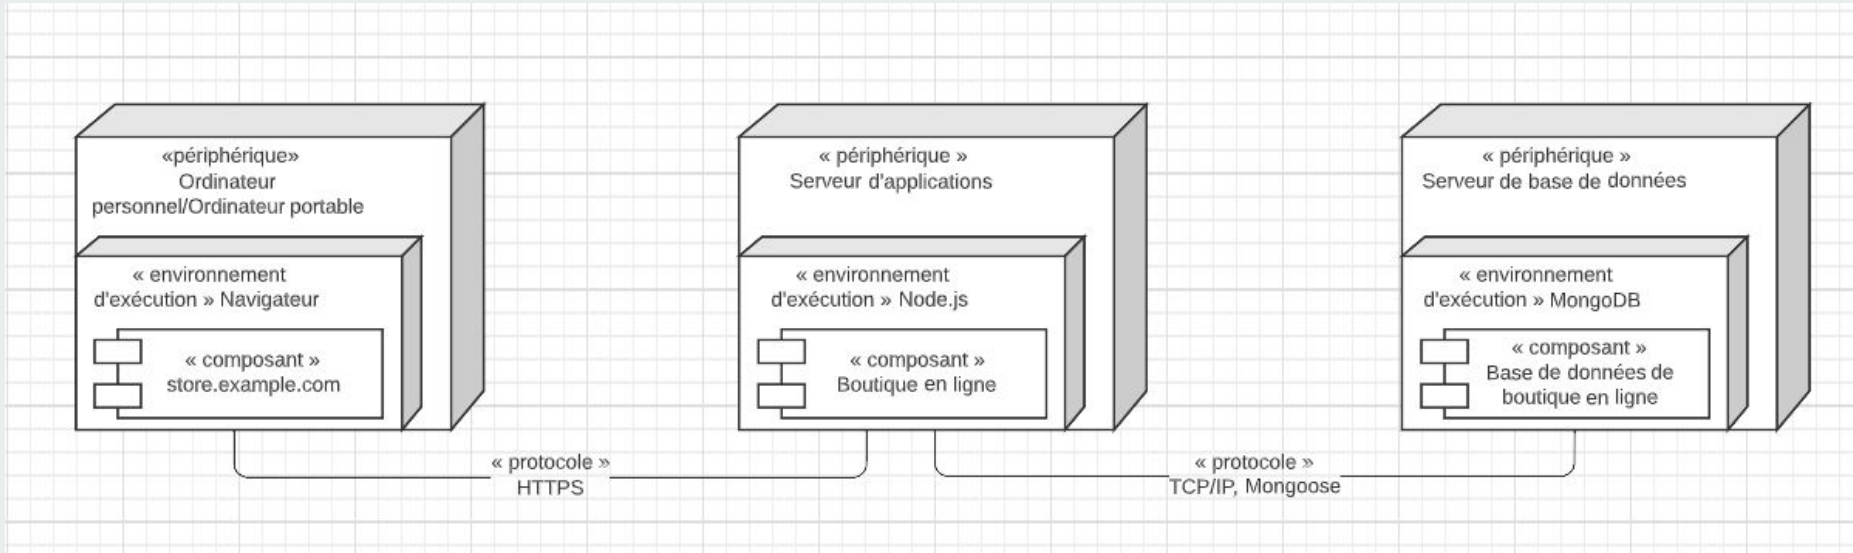 «périphérique»
Ordinateur
personnel/Ordinateur portable
« environnement
d'exécution » Navigateur
« composant »
store.example.com
« périphérique »
Serveur d'applications
« environnement
d'exécution » Node.js
« composant »
Boutique en ligne
« périphérique »
Serveur de base de données
« environnement
d'exécution » MongoDB
« composant »
Base de données de
boutique en ligne
« protocole »
HTTPS
« protocole »
TCP/IP, Mongoose